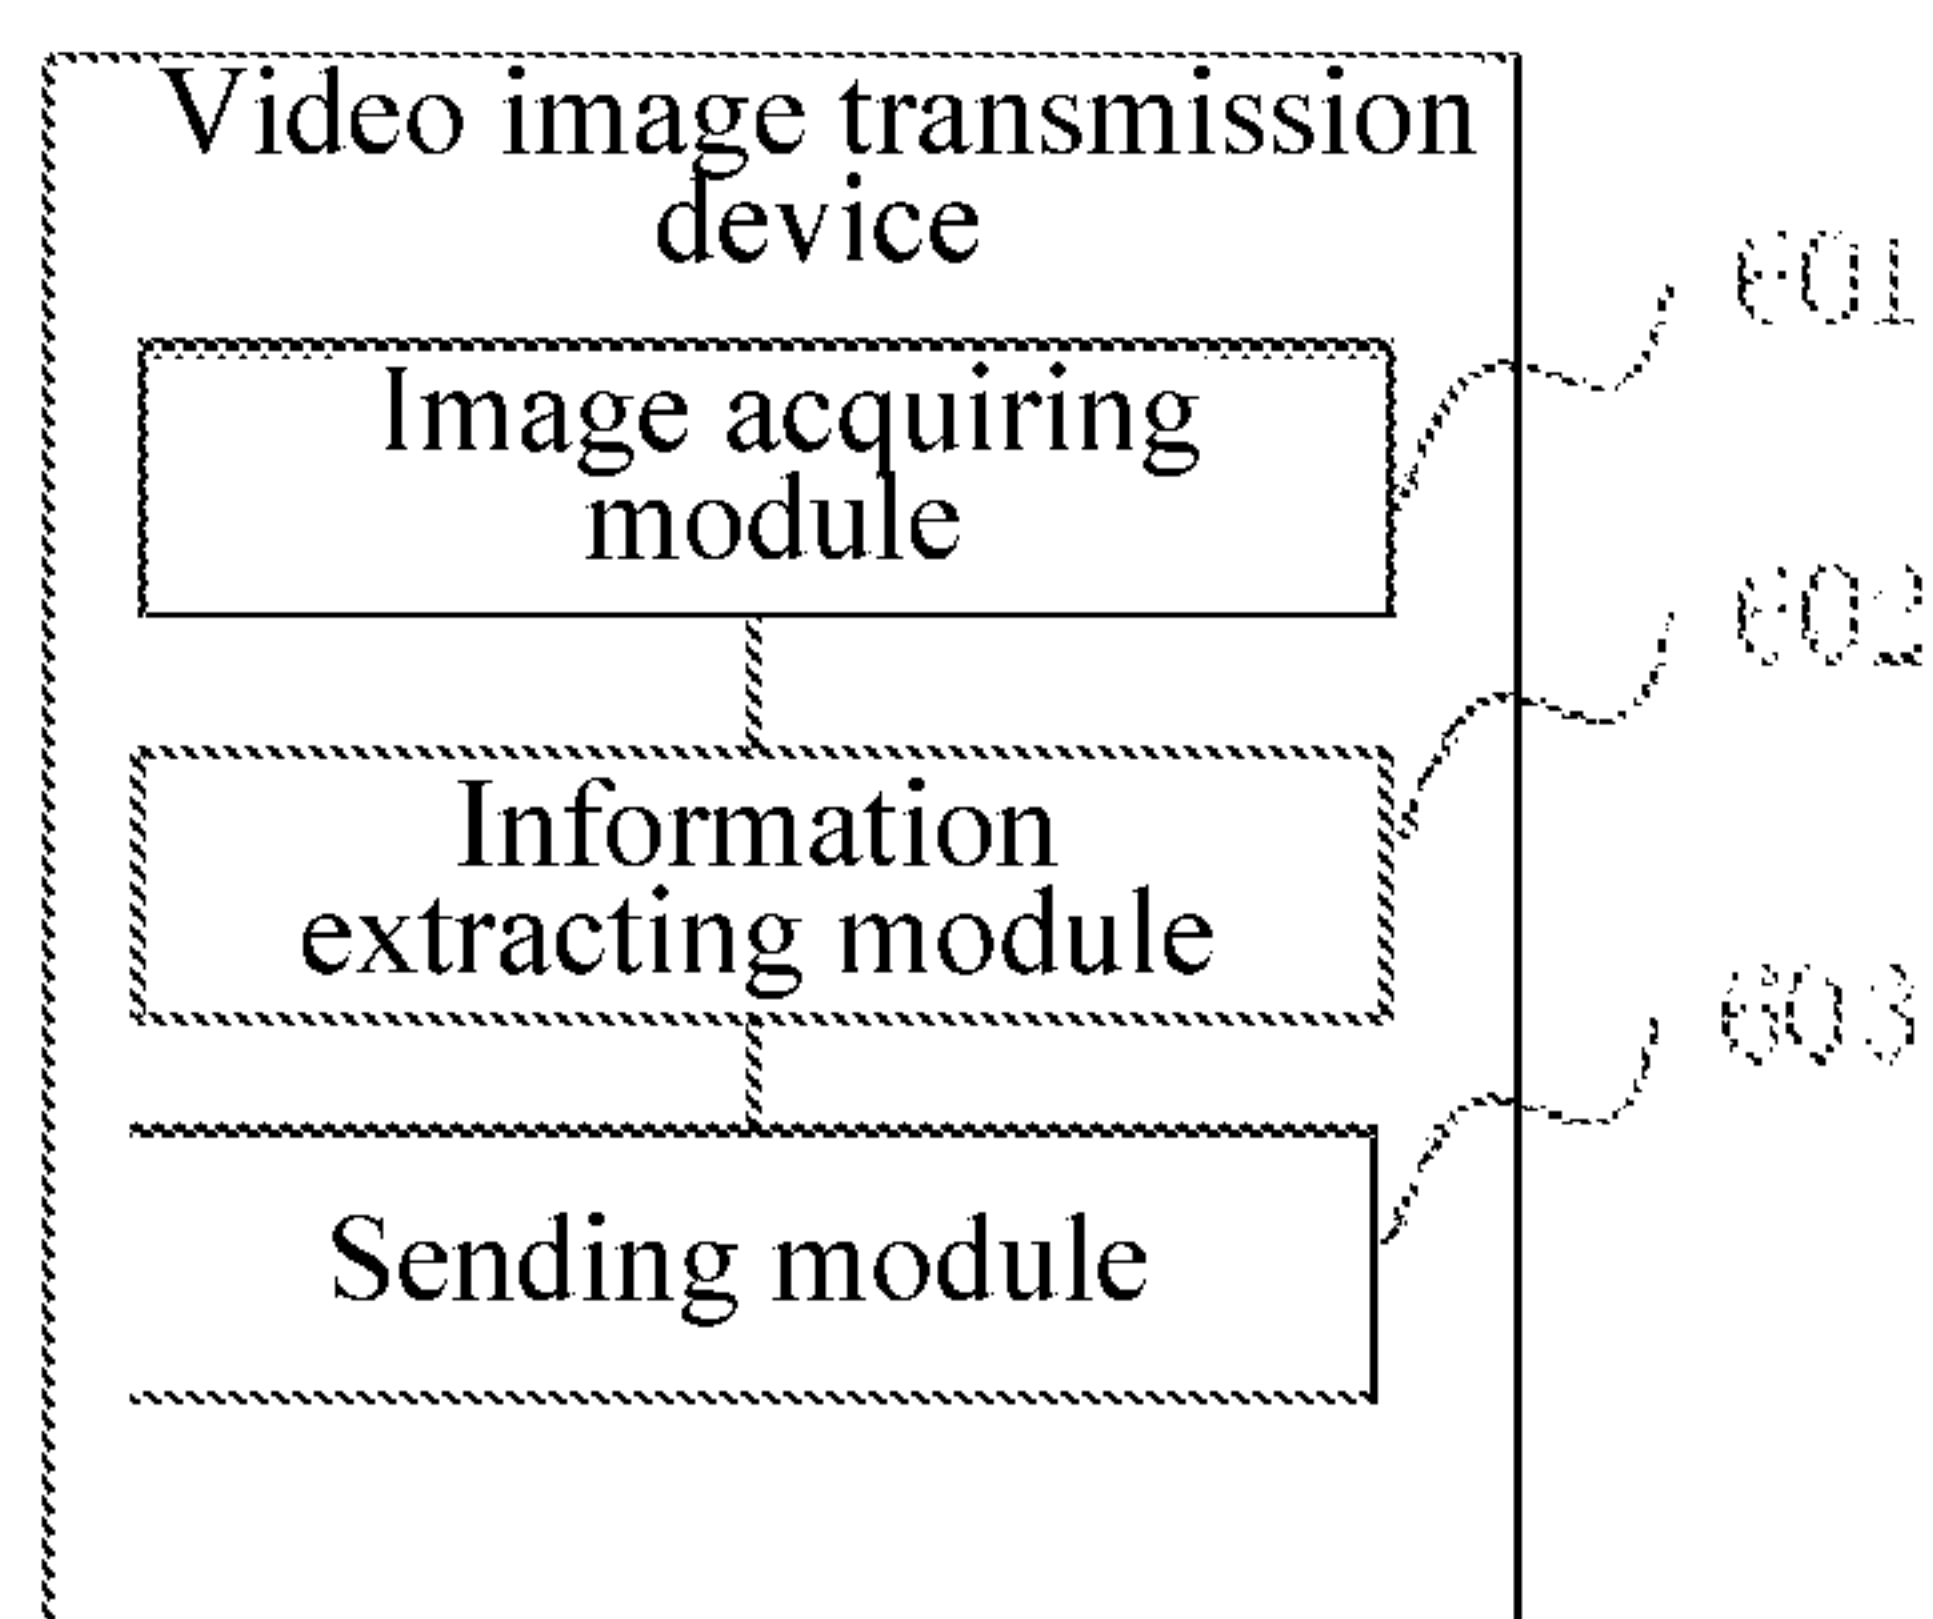 Video image transmission
device
601
Image acquiring
module
602
Information
extracting module
603
Sending module